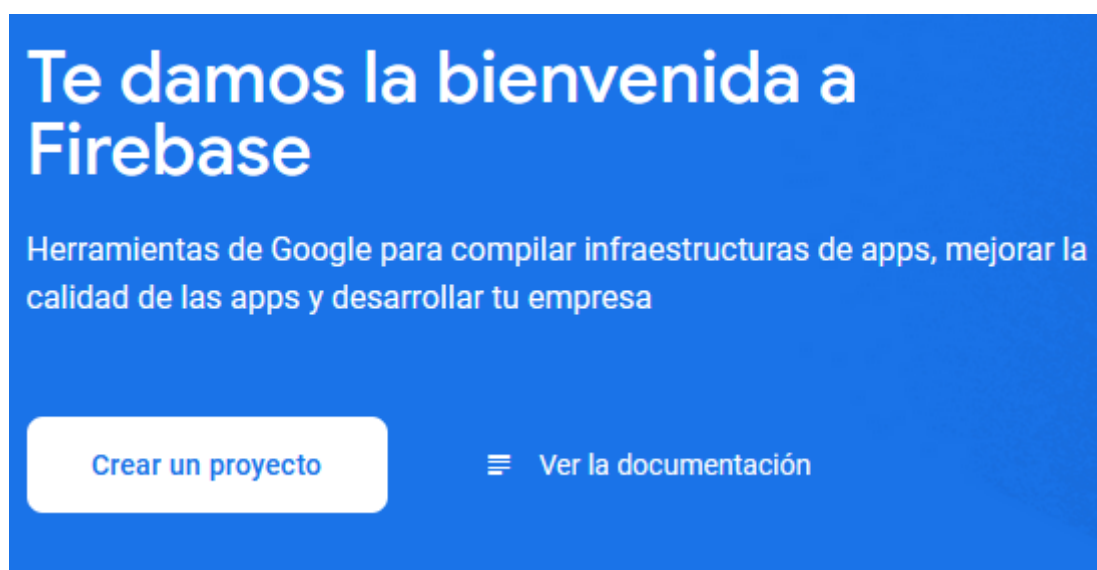 Te damos la bienvenida a
Firebase
Herramientas de Google para compilar infraestructuras de apps, mejorar la
calidad de las apps y desarrollar tu empresa
Crear un proyecto
Ver la documentación